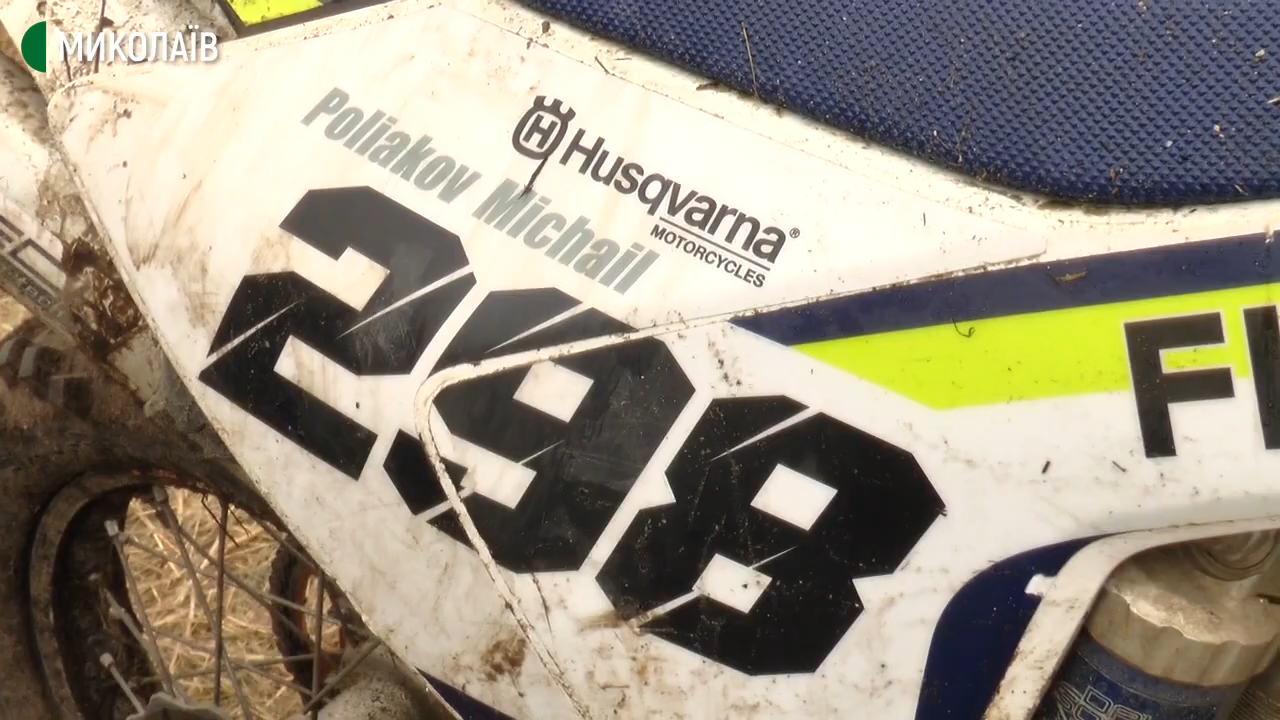 МИКОЛАЇВ
Husqvarna®
MOTORCYCLES
Poliakov Michail
298